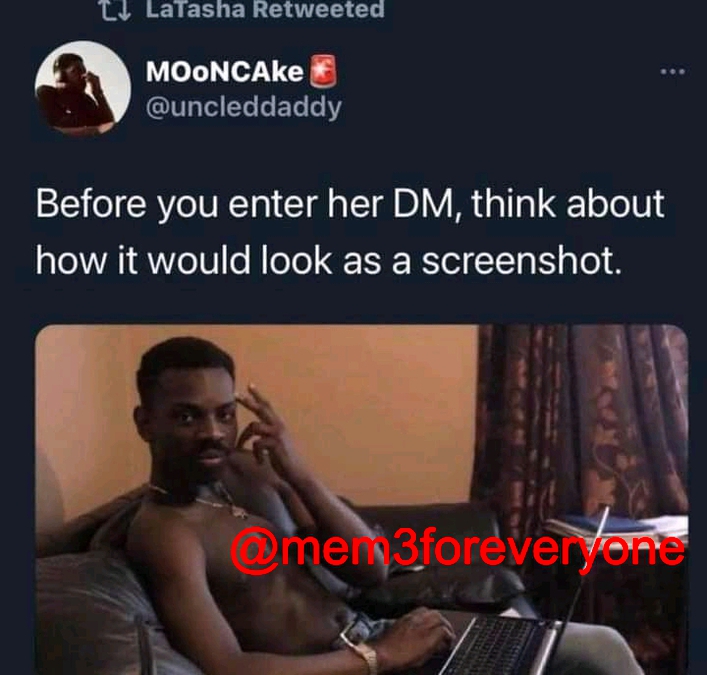 LaTasha Retweeted
MOoNCAke🚨
@uncleddaddy
Before you enter her DM, think about
how it would look as a screenshot.
@mem3foreveryone